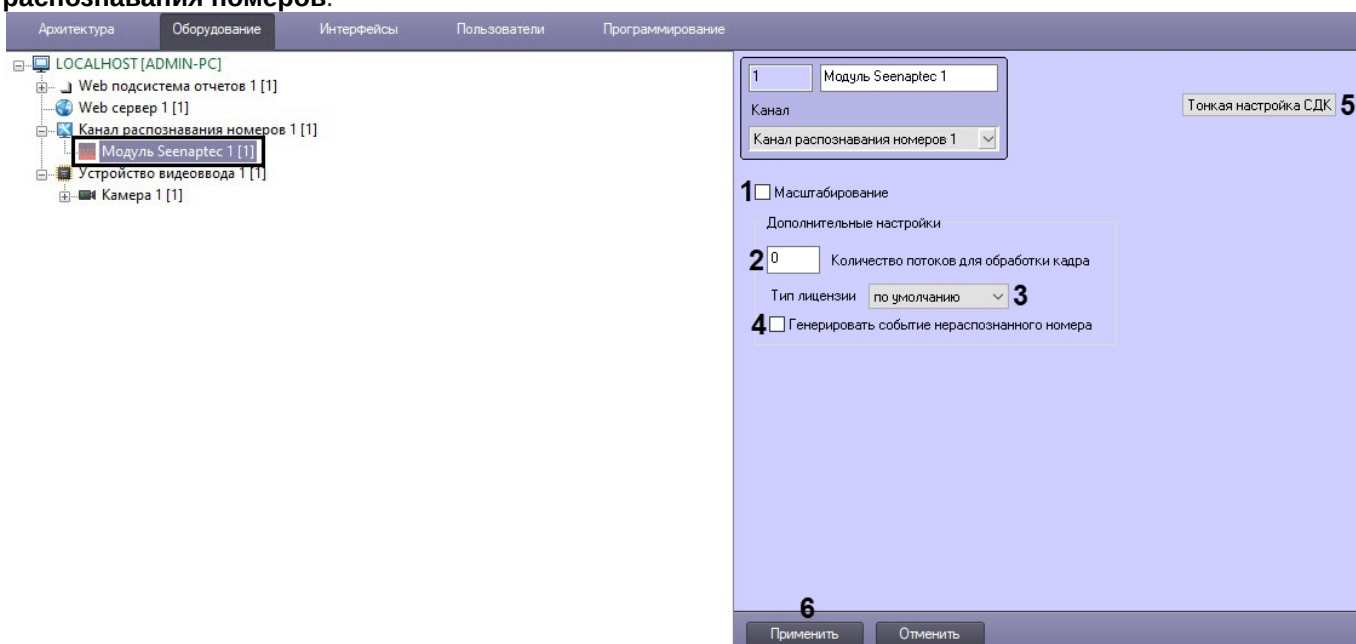 распознавания номеров.
Архитектура Оборудование Интерфейсы Пользователи Программирование
LOCALHOST [ADMIN-PC]
Web подсистема отчетов 1 [1]
Web сервер 1 [1]
Канал распознавания номеров 1 [1]
Модуль Seenaptec 1 [1]
Устройство видеоввода 1 [1]
Камера 1 [1]
1 Модуль Seenaptec 1
Канал
Канал распознавания номеров 1
Тонкая настройка СДК 5
1 Масштабирование
Дополнительные настройки
2 0 Количество потоков для обработки кадра
Тип лицензии по умолчанию 3
4 Генерировать событие нераспознанного номера
6
Применить Отменить